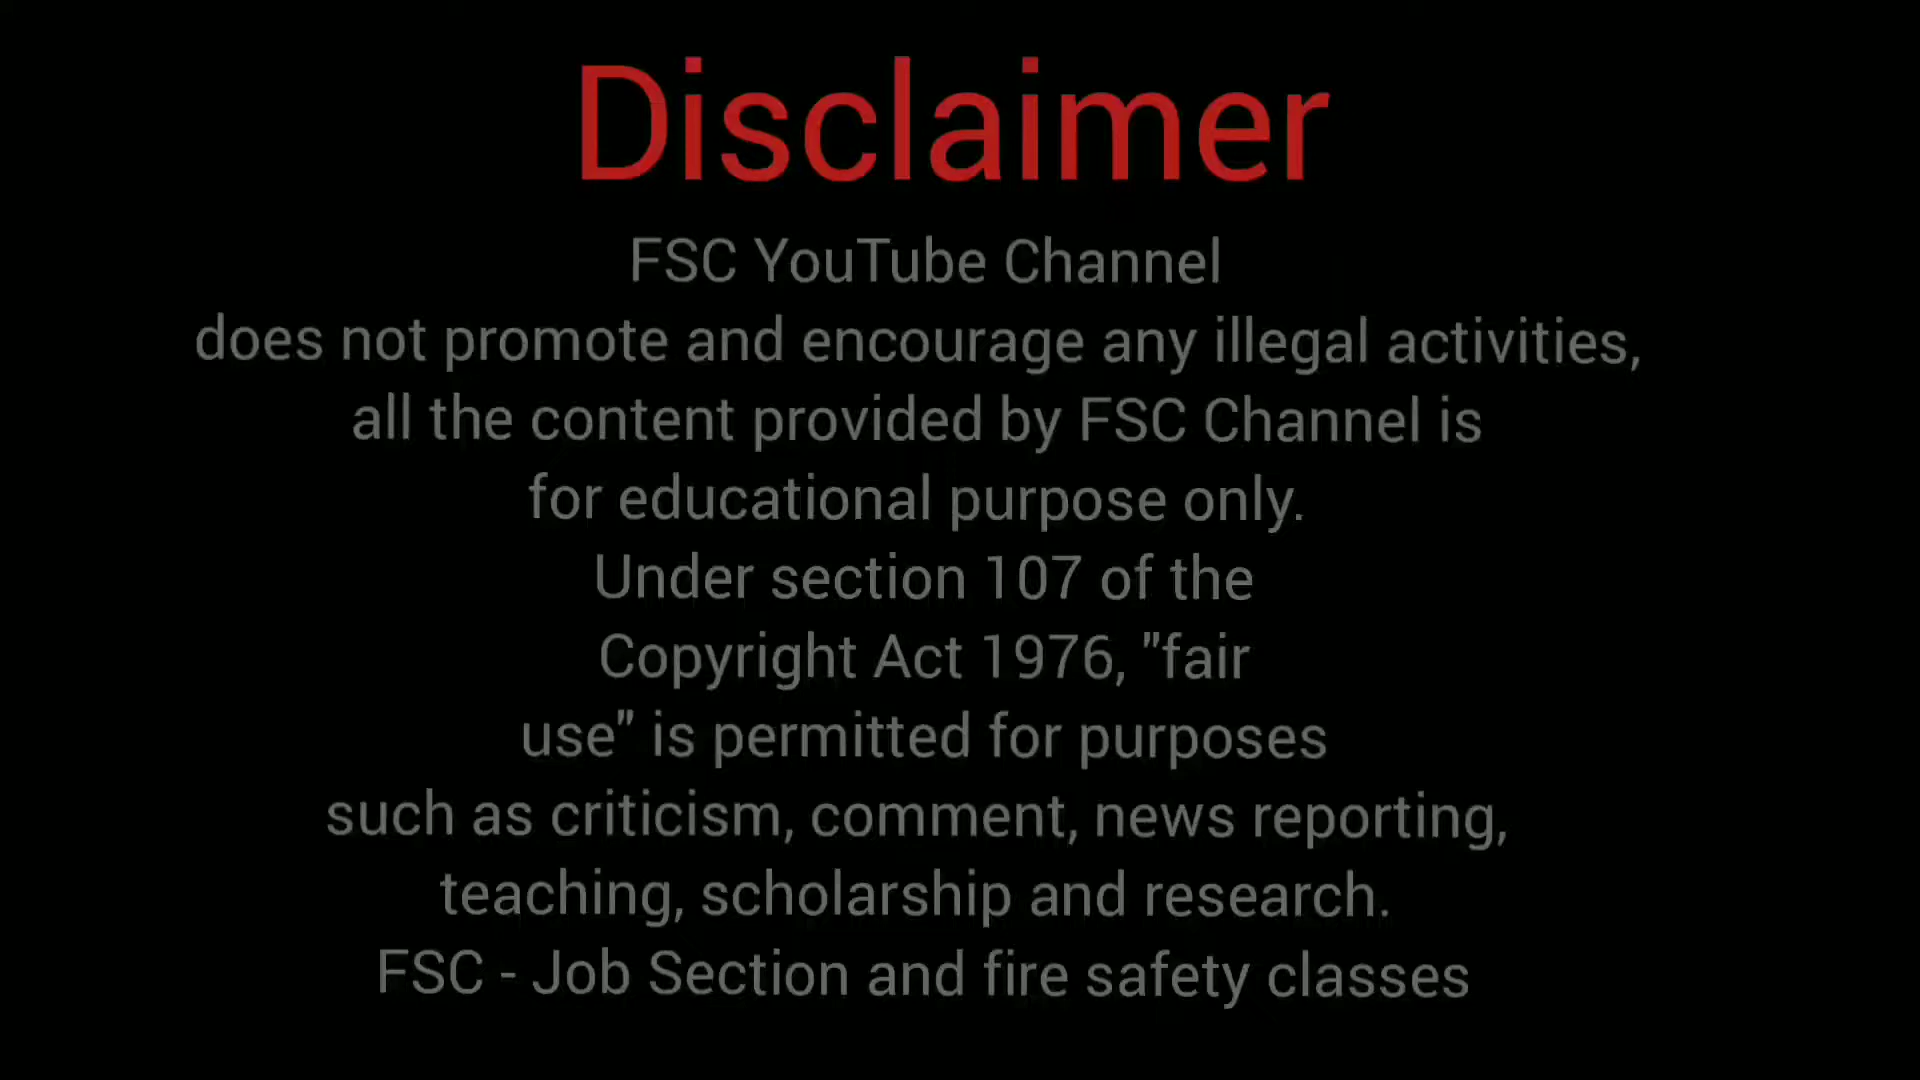 Disclaimer
FSC YouTube Channel
does not promote and encourage any illegal activities,
all the content provided by FSC Channel is
for educational purpose only.
Under section 107 of the
Copyright Act 1976, "fair
use" is permitted for purposes
such as criticism, comment, news reporting,
teaching, scholarship and research.
FSC - Job Section and fire safety classes